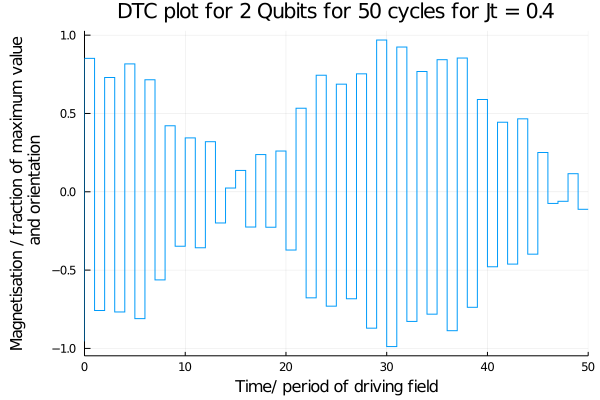 DTC plot for 2 Qubits for 50 cycles for Jt = 0.4
Magnetisation / fraction of maximum value
and orientation
1.0
0.5
0.0
−0.5
−1.0
0
10
20
30
40
50
Time/ period of driving field